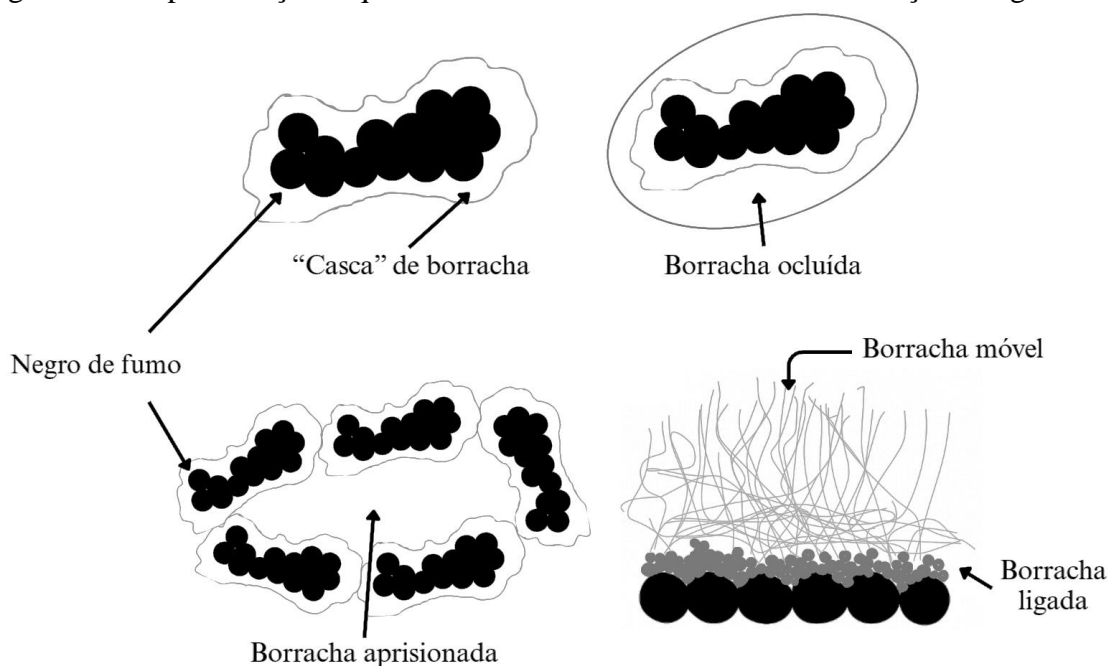 “Casca” de borracha
Borracha ocluída
Negro de fumo
Borracha móvel
Borracha
ligada
Borracha aprisionada